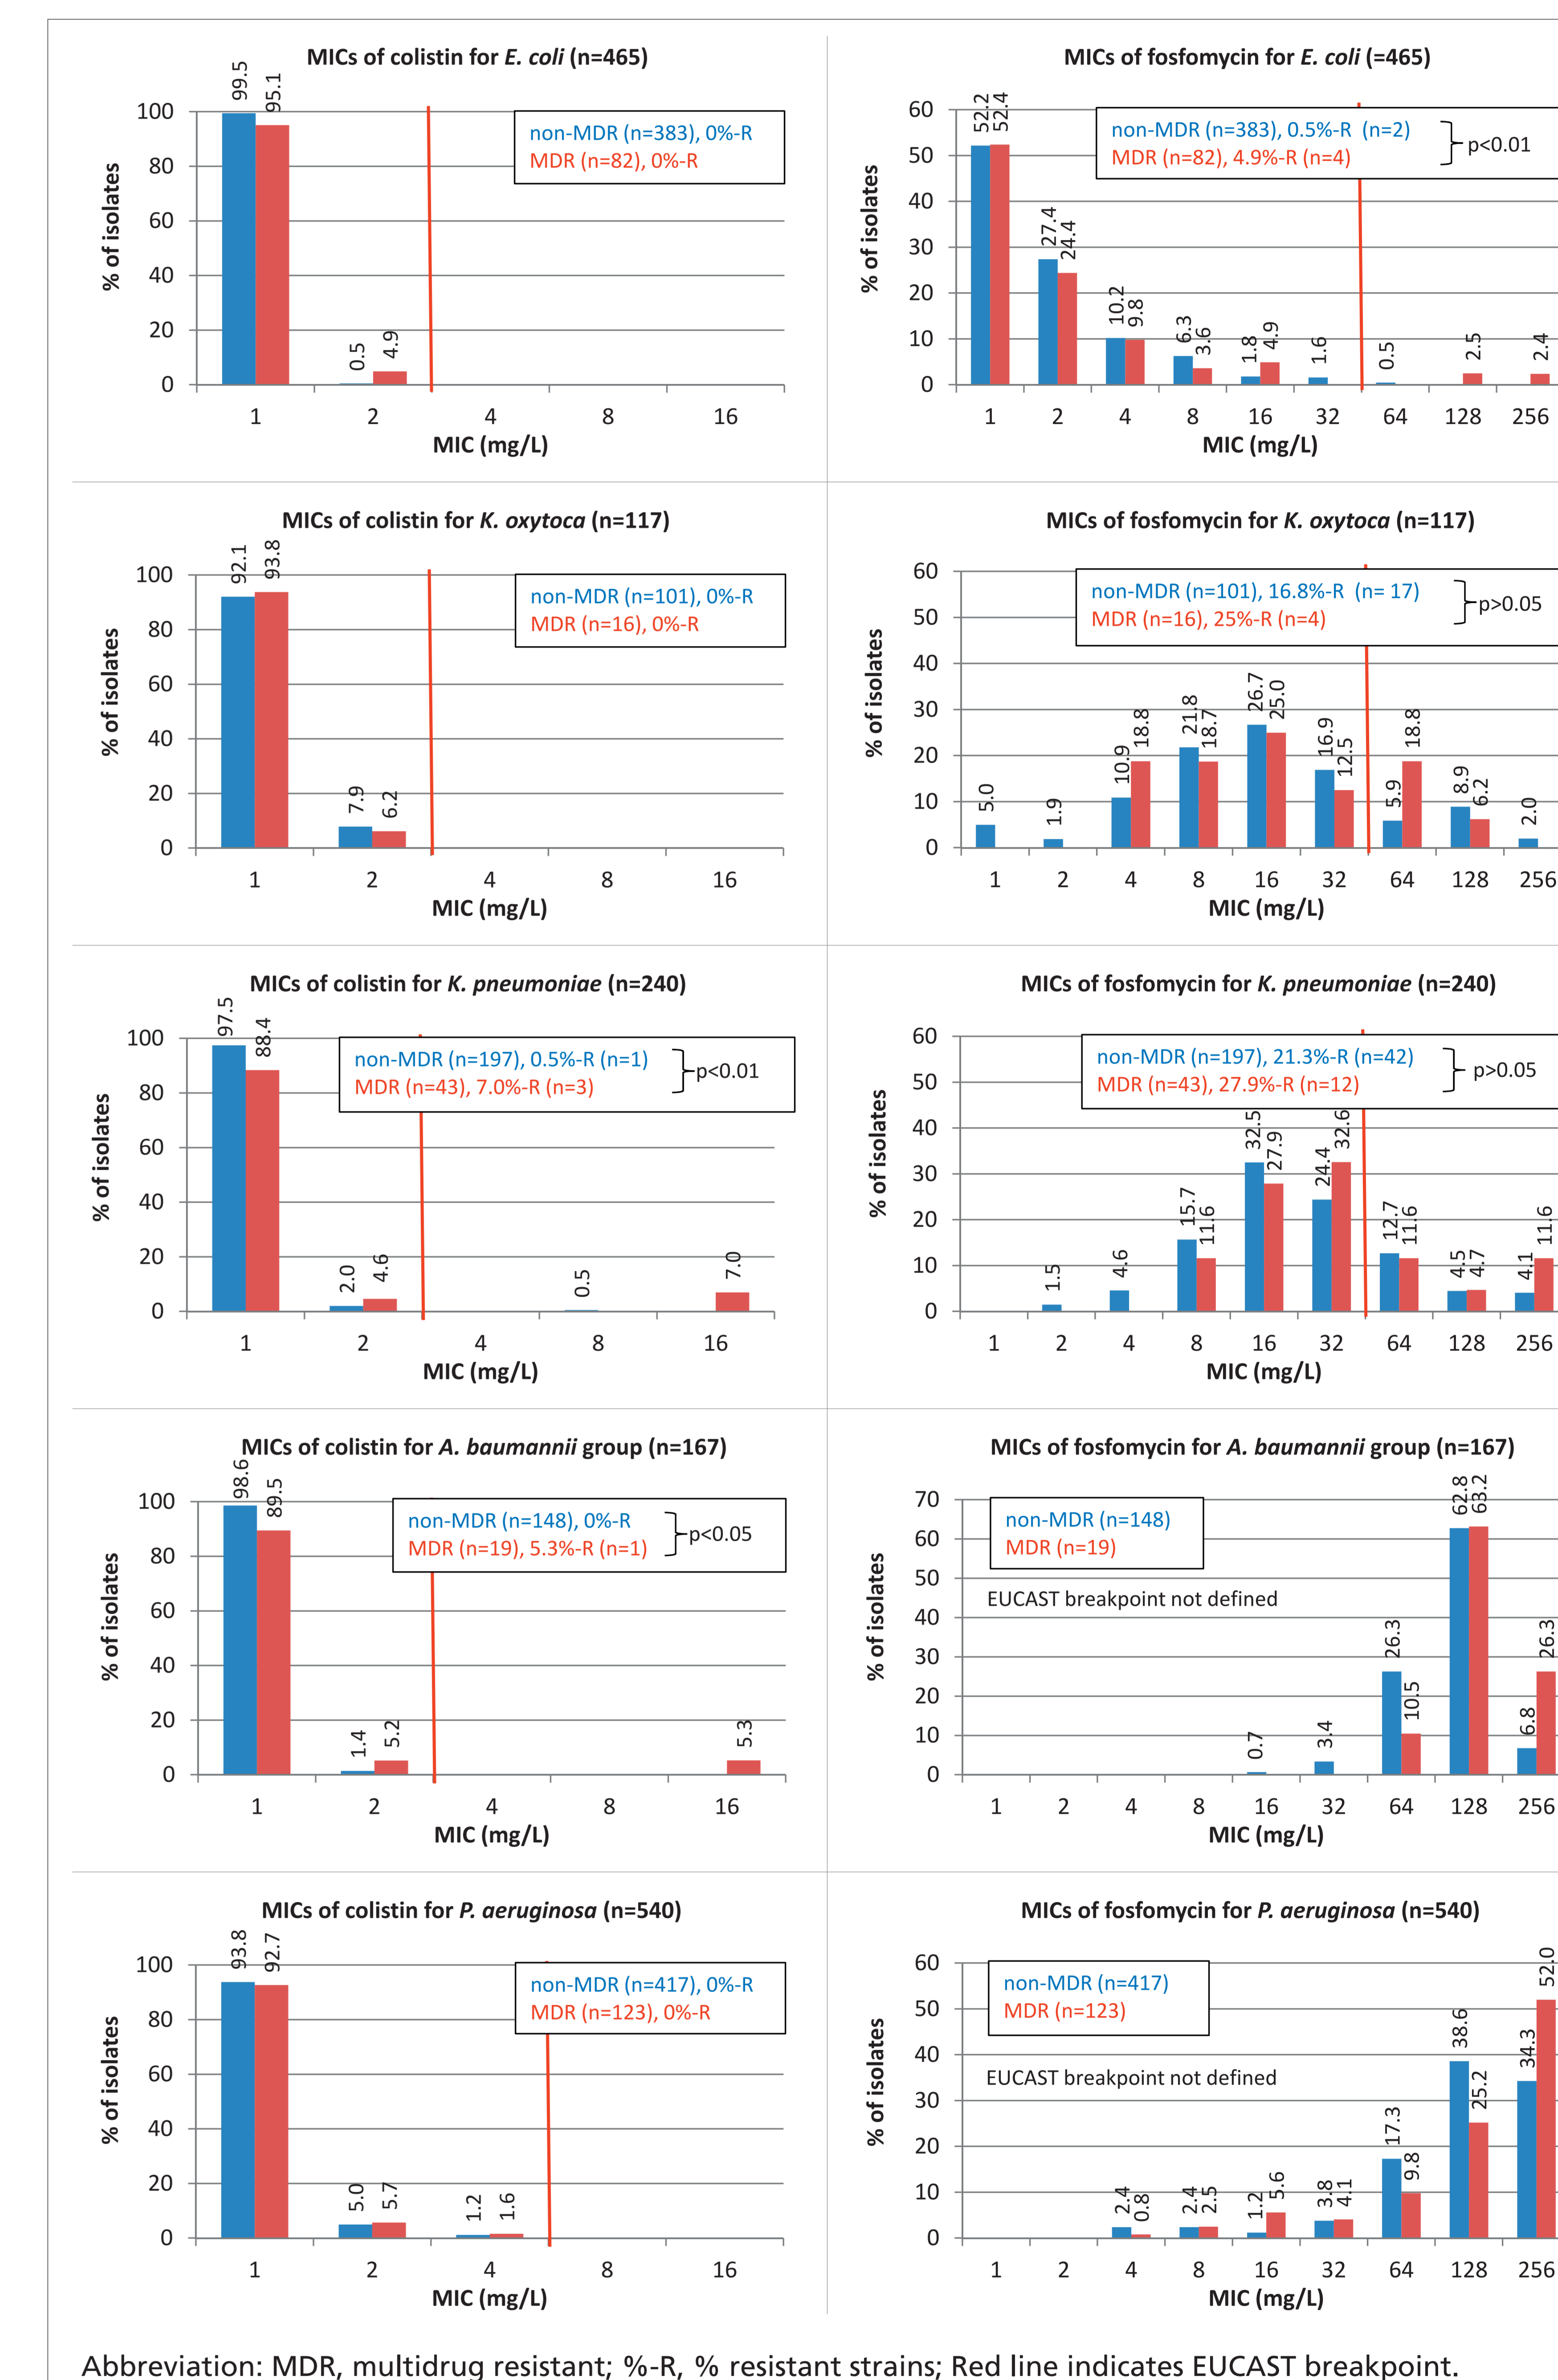 MICs of colistin for E. coli (n=465)
99.5
95.1
100
80
60
40
20
0
% of isolates
non-MDR (n=383), 0%-R
MDR (n=82), 0%-R
0.5
4.9
1 2 4 8 16
MIC (mg/L)
MICs of fosfomycin for E. coli (=465)
60
50
40
30
20
10
0
% of isolates
non-MDR (n=383), 0.5%-R (n=2)
MDR (n=82), 4.9%-R (n=4)
p<0.01
52.2 52.4
27.4 24.4
10.2 9.8
6.3 3.6
1.8 4.9
1.6
0.5
2.5
2.4
1 2 4 8 16 32 64 128 256
MIC (mg/L)
MICs of colistin for K. oxytoca (n=117)
92.1
93.8
100
80
60
40
20
0
% of isolates
non-MDR (n=101), 0%-R
MDR (n=16), 0%-R
7.9
6.2
1 2 4 8 16
MIC (mg/L)
MICs of fosfomycin for K. oxytoca (n=117)
60
50
40
30
20
10
0
% of isolates
non-MDR (n=101), 16.8%-R (n= 17)
MDR (n=16), 25%-R (n=4)
p>0.05
5.0
1.9
10.9 18.8
21.8 18.7
26.7 25.0
16.9 12.5
5.9 18.8
8.9 6.2
2.0
1 2 4 8 16 32 64 128 256
MIC (mg/L)
MICs of colistin for K. pneumoniae (n=240)
97.5
88.4
100
80
60
40
20
0
% of isolates
non-MDR (n=197), 0.5%-R (n=1)
MDR (n=43), 7.0%-R (n=3)
p<0.01
2.0
4.6
0.5
7.0
1 2 4 8 16
MIC (mg/L)
MICs of fosfomycin for K. pneumoniae (n=240)
60
50
40
30
20
10
0
% of isolates
non-MDR (n=197), 21.3%-R (n=42)
MDR (n=43), 27.9%-R (n=12)
p>0.05
1.5
4.6
15.7 11.6
32.5 27.9
24.4 32.6
12.7 11.6
4.5 4.7
4.1 11.6
1 2 4 8 16 32 64 128 256
MIC (mg/L)
MICs of colistin for A. baumannii group (n=167)
98.6
89.5
100
80
60
40
20
0
% of isolates
non-MDR (n=148), 0%-R
MDR (n=19), 5.3%-R (n=1)
p<0.05
1.4
5.2
5.3
1 2 4 8 16
MIC (mg/L)
MICs of fosfomycin for A. baumannii group (n=167)
70
60
50
40
30
20
10
0
% of isolates
non-MDR (n=148)
MDR (n=19)
EUCAST breakpoint not defined
0.7
3.4
26.3 10.5
62.8 63.2
6.8 26.3
1 2 4 8 16 32 64 128 256
MIC (mg/L)
MICs of colistin for P. aeruginosa (n=540)
93.8
92.7
100
80
60
40
20
0
% of isolates
non-MDR (n=417), 0%-R
MDR (n=123), 0%-R
5.0
5.7
1.2
1.6
1 2 4 8 16
MIC (mg/L)
MICs of fosfomycin for P. aeruginosa (n=540)
60
50
40
30
20
10
0
% of isolates
non-MDR (n=417)
MDR (n=123)
EUCAST breakpoint not defined
2.4 0.8
2.4 2.5
1.2 5.6
3.8 4.1
17.3 9.8
38.6 25.2
34.3 52.0
1 2 4 8 16 32 64 128 256
MIC (mg/L)
Abbreviation: MDR, multidrug resistant; %-R, % resistant strains; Red line indicates EUCAST breakpoint.